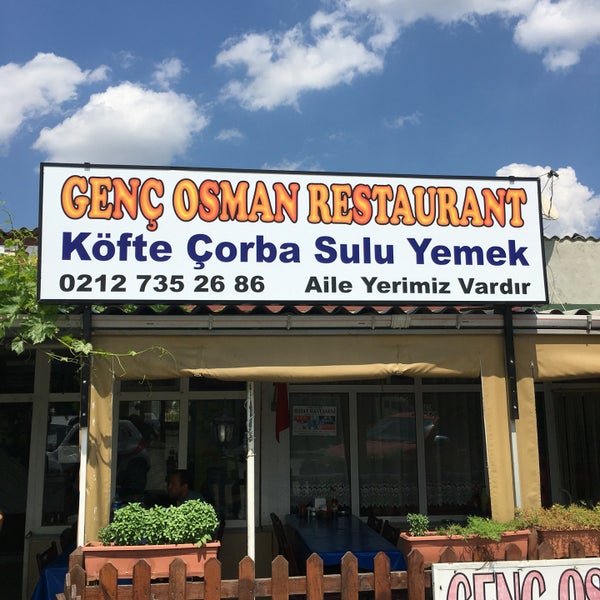 GENÇ OSMAN RESTAURANT
Köfte Çorba Sulu Yemek
0212 735 26 86 Aile Yerimiz Vardır
GENÇ OS